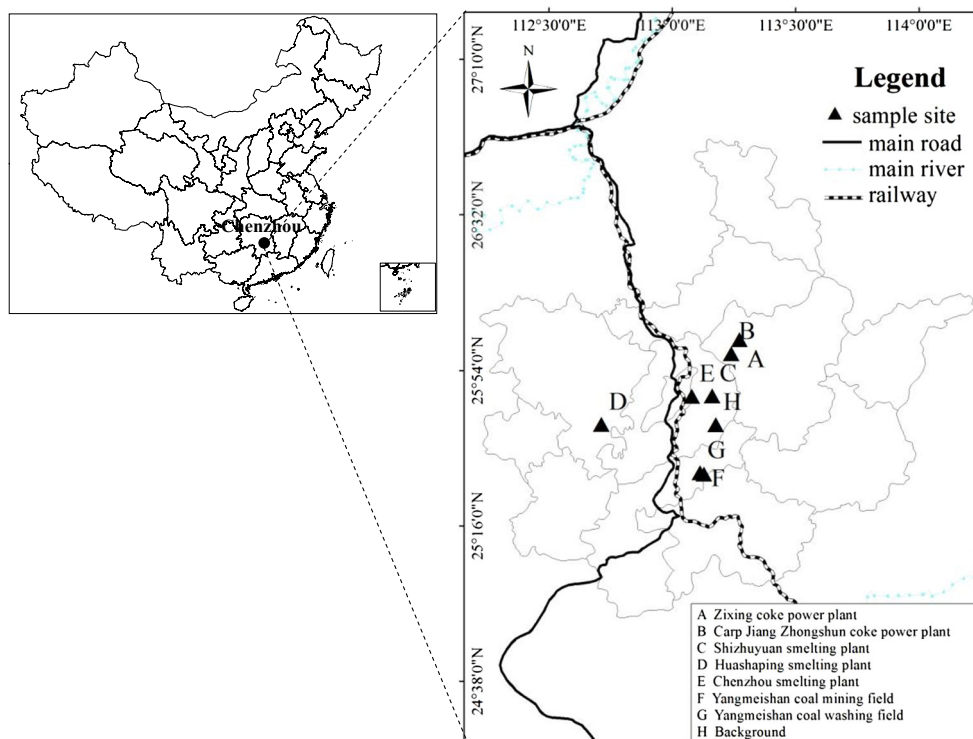 Chenzhou
112°30'0"E 113°0'0"E 113°30'0"E 114°0'0"E
27°10'0"N
26°32'0"N
25°54'0"N
25°16'0"N
24°38'0"N
N
Legend
sample site
main road
main river
railway
B
A
E C
D
H
G
F
A Zixing coke power plant
B Carp Jiang Zhongshun coke power plant
C Shizhuyuan smelting plant
D Huashaping smelting plant
E Chenzhou smelting plant
F Yangmeishan coal mining field
G Yangmeishan coal washing field
H Background